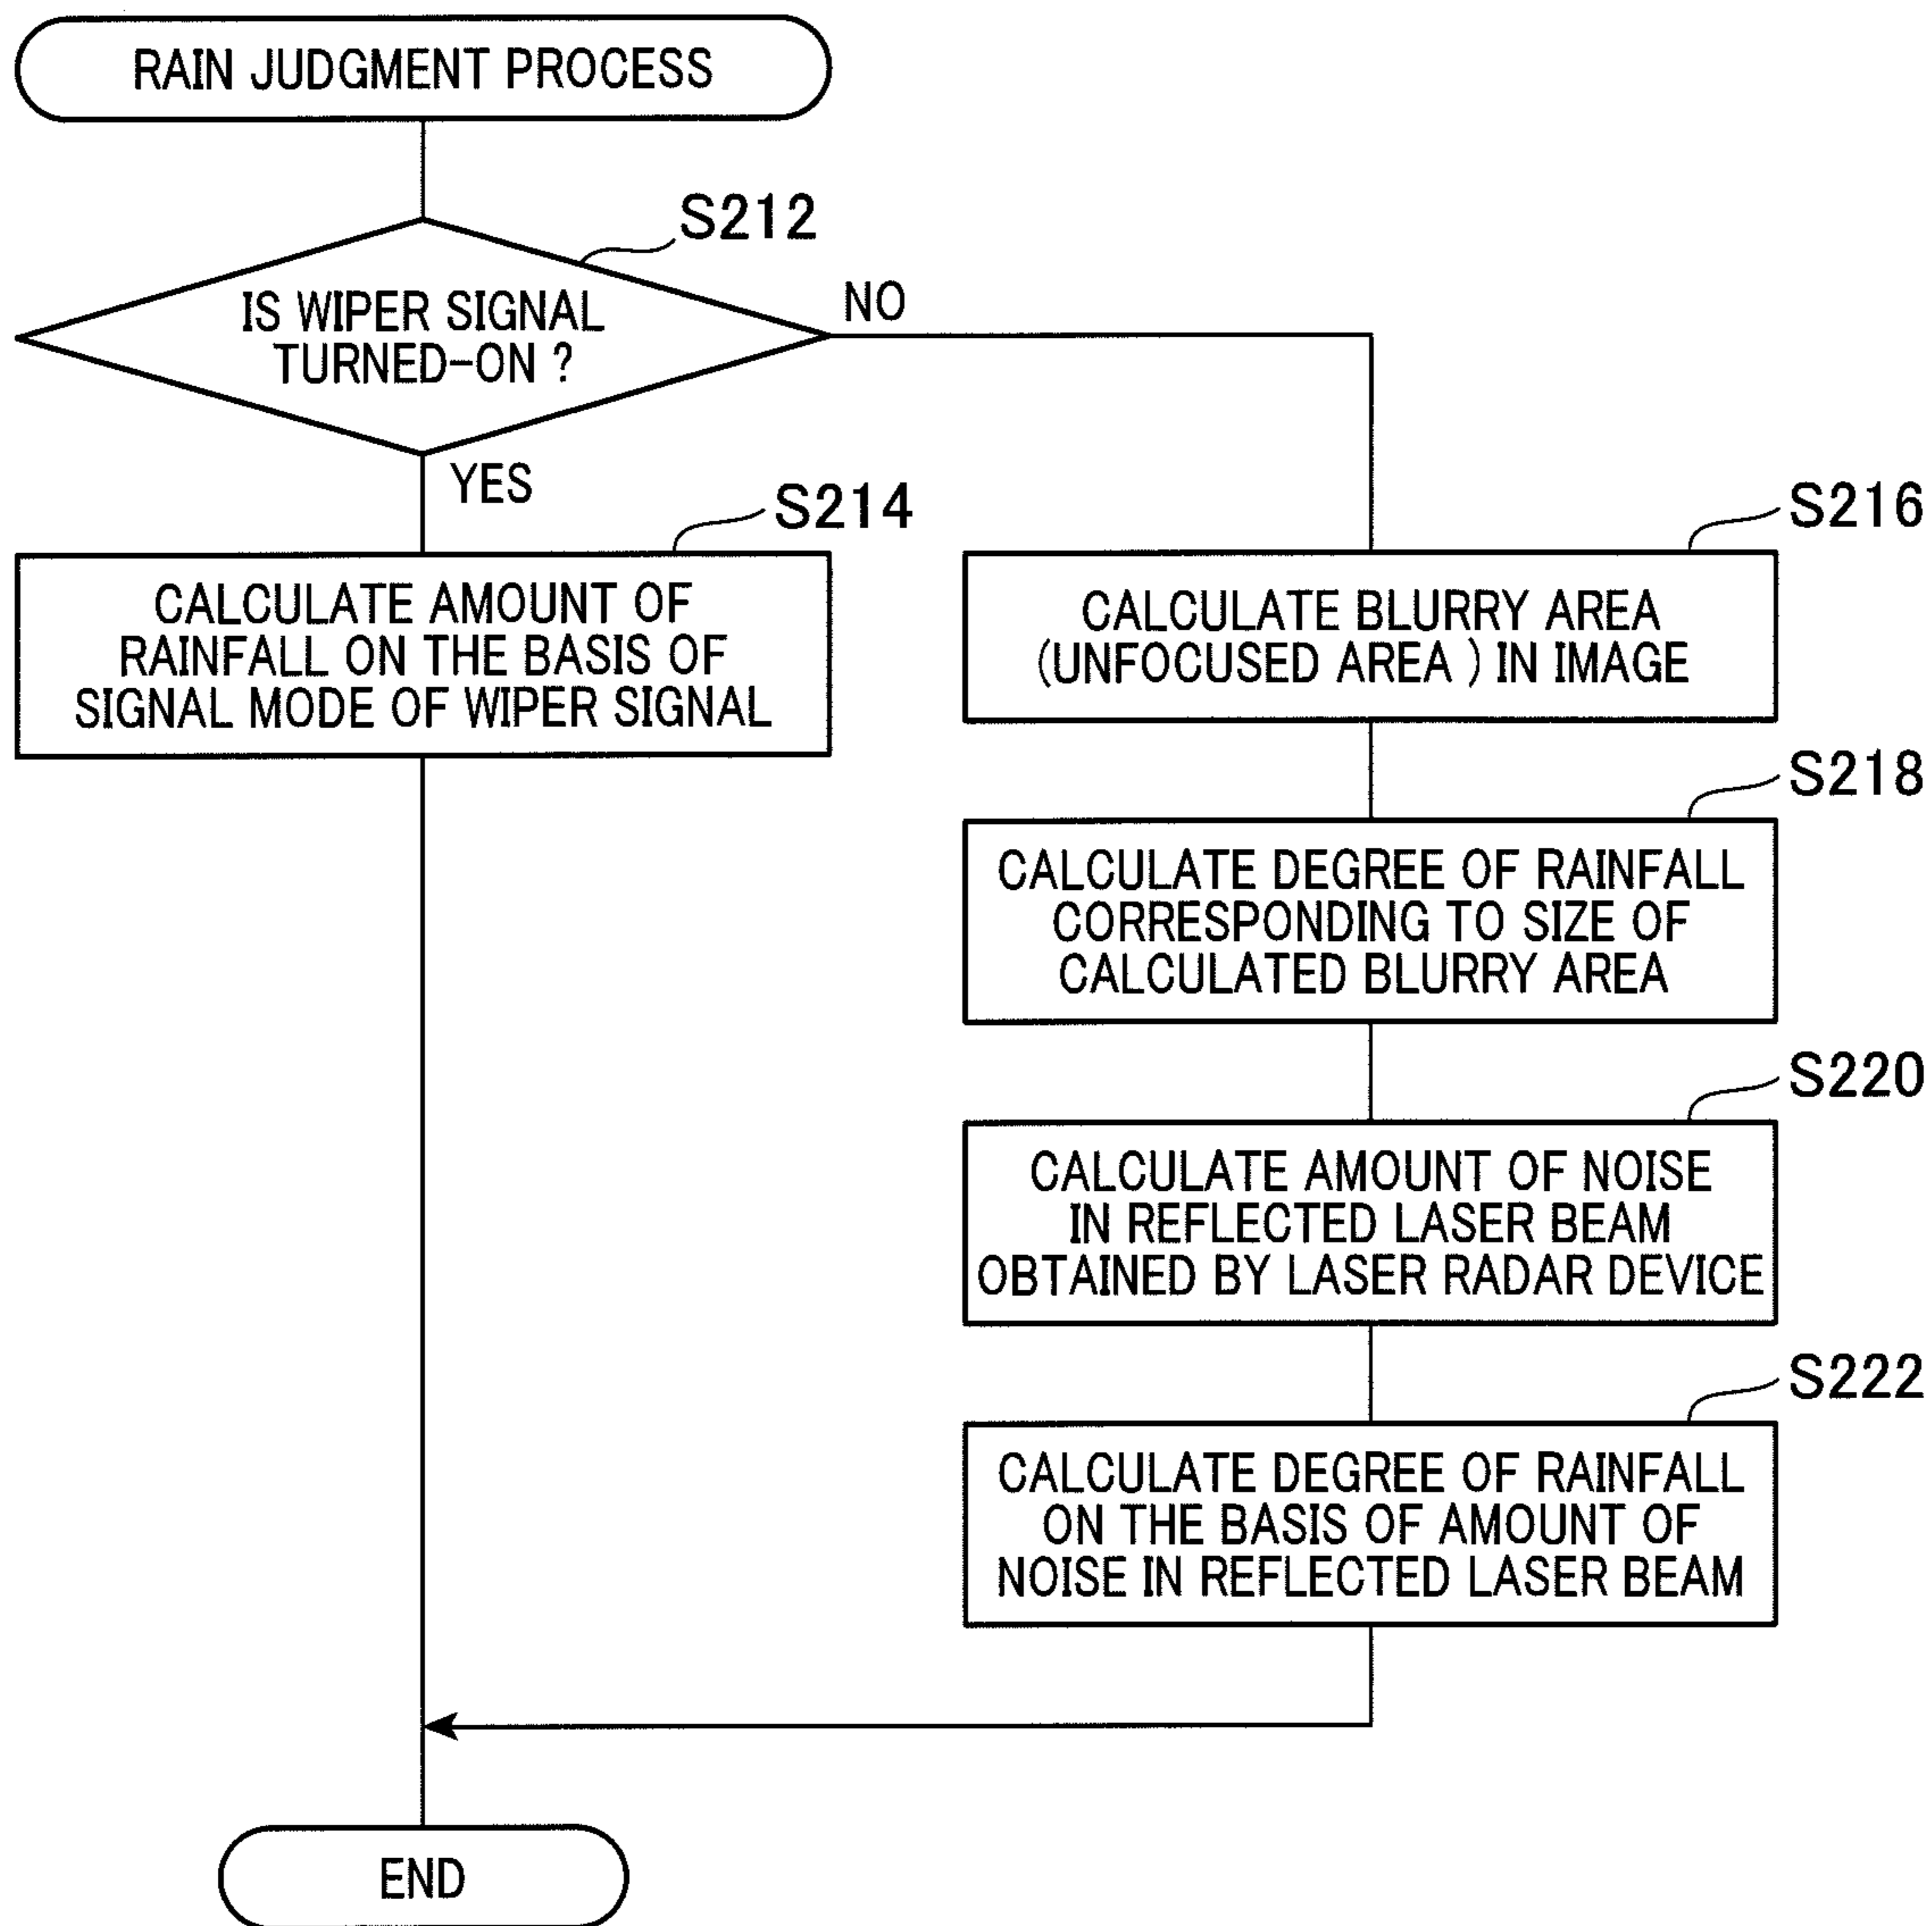 RAIN JUDGMENT PROCESS
S212
IS WIPER SIGNAL
TURNED-ON ?
NO
YES
S214
CALCULATE AMOUNT OF
RAINFALL ON THE BASIS OF
SIGNAL MODE OF WIPER SIGNAL
S216
CALCULATE BLURRY AREA
(UNFOCUSED AREA ) IN IMAGE
S218
CALCULATE DEGREE OF RAINFALL
CORRESPONDING TO SIZE OF
CALCULATED BLURRY AREA
S220
CALCULATE AMOUNT OF NOISE
IN REFLECTED LASER BEAM
OBTAINED BY LASER RADAR DEVICE
S222
CALCULATE DEGREE OF RAINFALL
ON THE BASIS OF AMOUNT OF
NOISE IN REFLECTED LASER BEAM
END